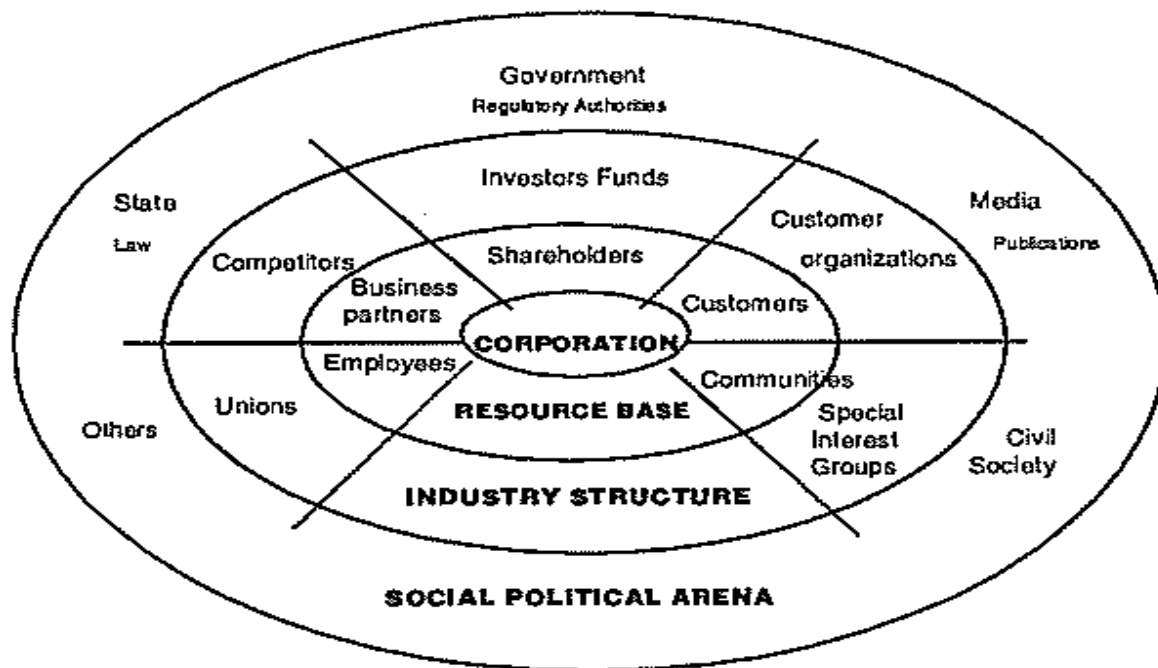 Government
Regulatory Authorities
Investors Funds
State
Law
Media
Publications
Customer
organizations
Competitors
Shareholders
Business
partners
Customers
CORPORATION
Employees
Communities
Unions
RESOURCE BASE
Others
Special
Interest
Groups
Civil
Society
INDUSTRY STRUCTURE
SOCIAL POLITICAL ARENA